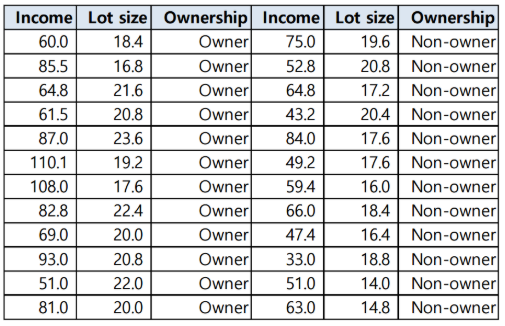 Income Lot size Ownership Income Lot size Ownership
60.0 18.4 Owner 75.0 19.6 Non-owner
85.5 16.8 Owner 52.8 20.8 Non-owner
64.8 21.6 Owner 64.8 17.2 Non-owner
61.5 20.8 Owner 43.2 20.4 Non-owner
87.0 23.6 Owner 84.0 17.6 Non-owner
110.1 19.2 Owner 49.2 17.6 Non-owner
108.0 17.6 Owner 59.4 16.0 Non-owner
82.8 22.4 Owner 66.0 18.4 Non-owner
69.0 20.0 Owner 47.4 16.4 Non-owner
93.0 20.8 Owner 33.0 18.8 Non-owner
51.0 22.0 Owner 51.0 14.0 Non-owner
81.0 20.0 Owner 63.0 14.8 Non-owner